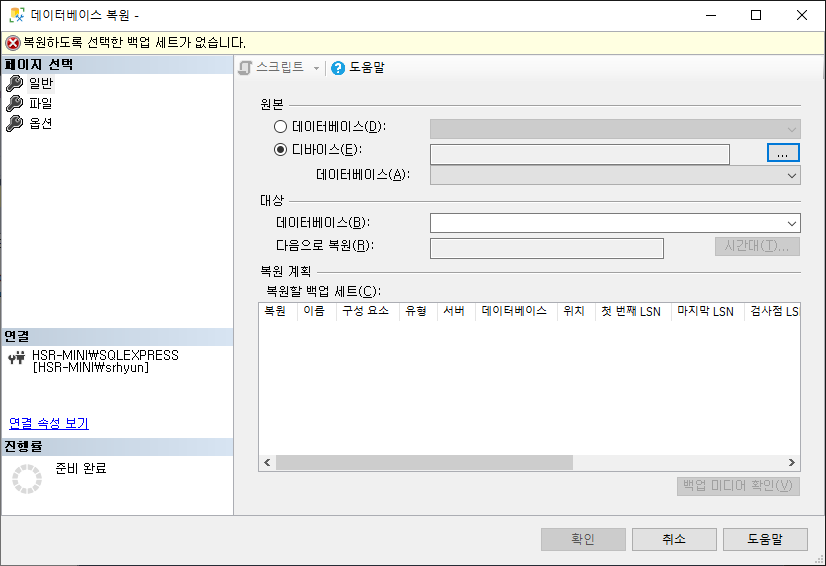 데이터베이스 복원 -
복원하도록 선택한 백업 세트가 없습니다.
페이지 선택
일반
파일
옵션
스크립트
도움말
원본
데이터베이스(D):
디바이스(E):
...
데이터베이스(A):
대상
데이터베이스(B):
다음으로 복원(R):
시간대(T)...
복원 계획
복원할 백업 세트(C):
복원 이름 구성 요소 유형 서버 데이터베이스 위치 첫 번째 LSN 마지막 LSN 검사점 LS
백업 미디어 확인(V)
연결
HSR-MINI₩SQLEXPRESS
[HSR-MINI₩srhyun]
연결 속성 보기
진행률
준비 완료
확인
취소
도움말